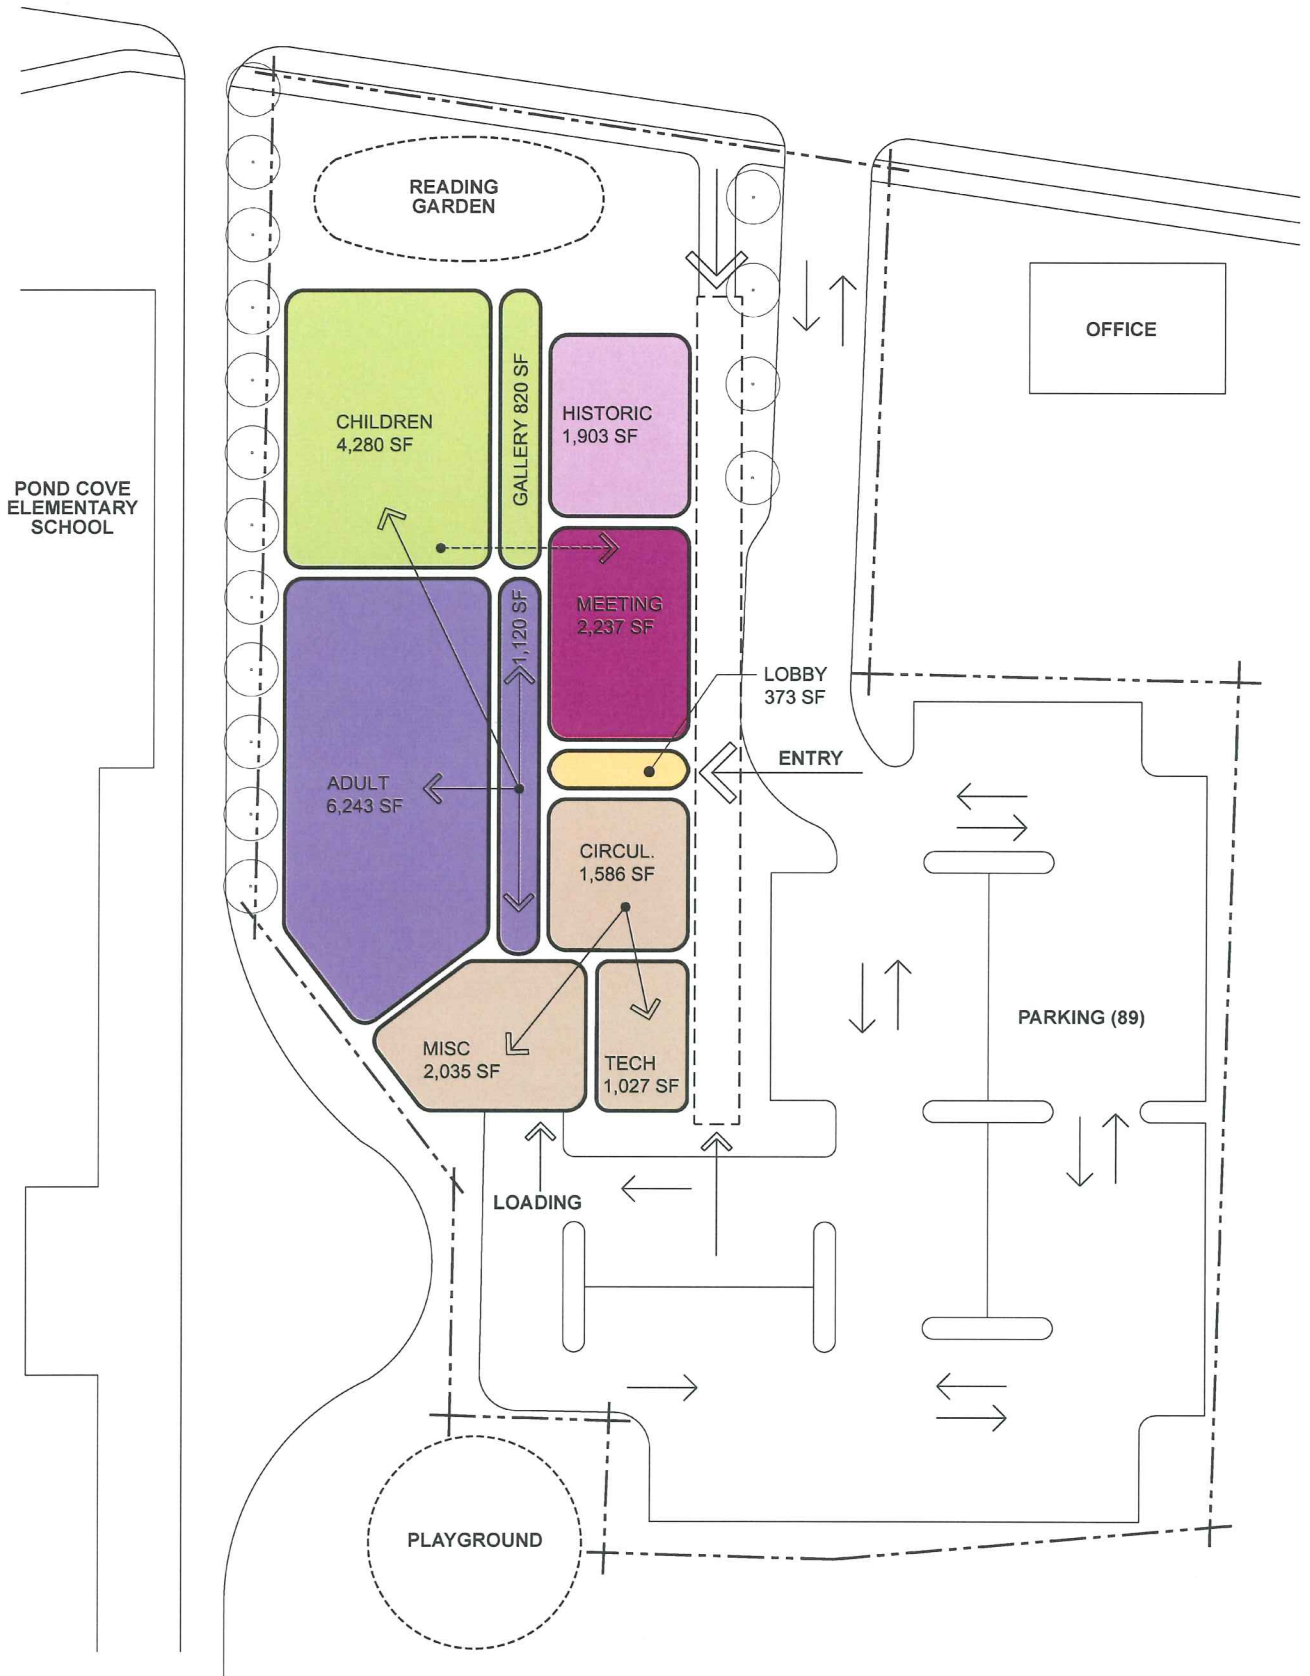 READING
GARDEN
OFFICE
GALLERY 820 SF
CHILDREN
4,280 SF
HISTORIC
1,903 SF
POND COVE
ELEMENTARY
SCHOOL
1,120 SF
MEETING
2,237 SF
LOBBY
373 SF
ENTRY
ADULT
6,243 SF
CIRCUL.
1,586 SF
PARKING (89)
MISC
2,035 SF
TECH
1,027 SF
LOADING
PLAYGROUND